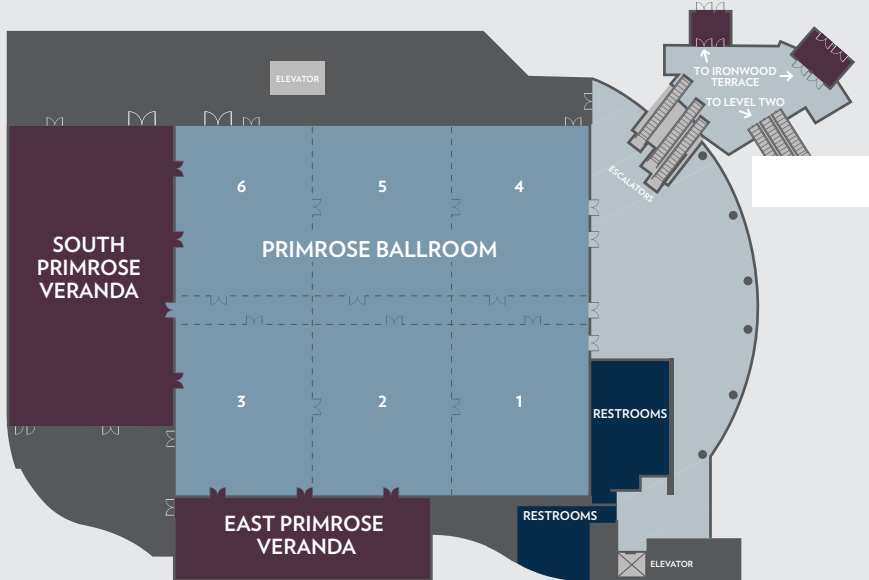 ELEVATOR
TO IRONWOOD
TERRACE
TO LEVEL TWO
ESCALATORS
6
5
4
SOUTH
PRIMROSE
VERANDA
PRIMROSE BALLROOM
3
2
1
RESTROOMS
RESTROOMS
EAST PRIMROSE
VERANDA
ELEVATOR